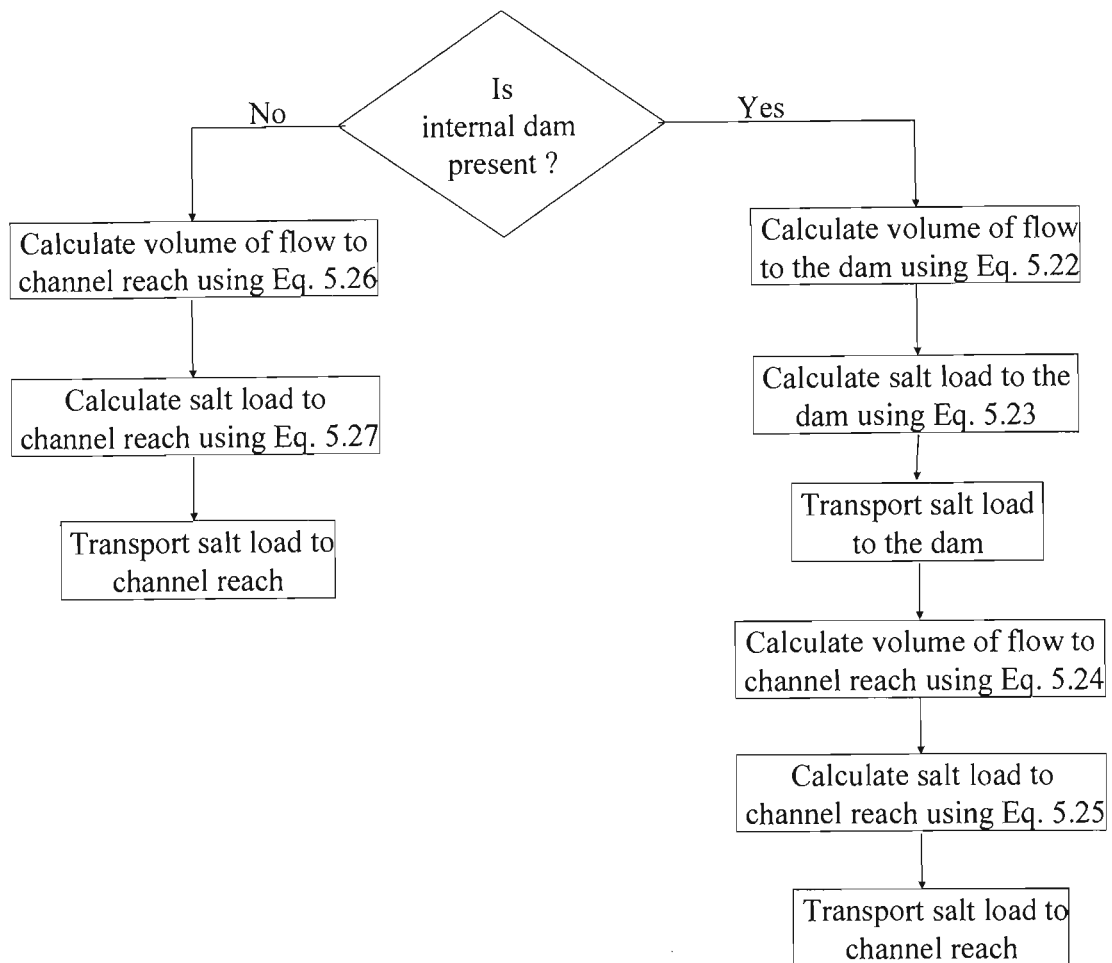 Is
internal dam
present ?
No
Yes
Calculate volume of flow to
channel reach using Eq. 5.26
Calculate salt load to
channel reach using Eq. 5.27
Transport salt load to
channel reach
Calculate volume of flow
to the dam using Eq. 5.22
Calculate salt load to the
dam using Eq. 5.23
Transport salt load
to the dam
Calculate volume of flow to
channel reach using Eq. 5.24
Calculate salt load to
channel reach using Eq. 5.25
Transport salt load to
channel reach